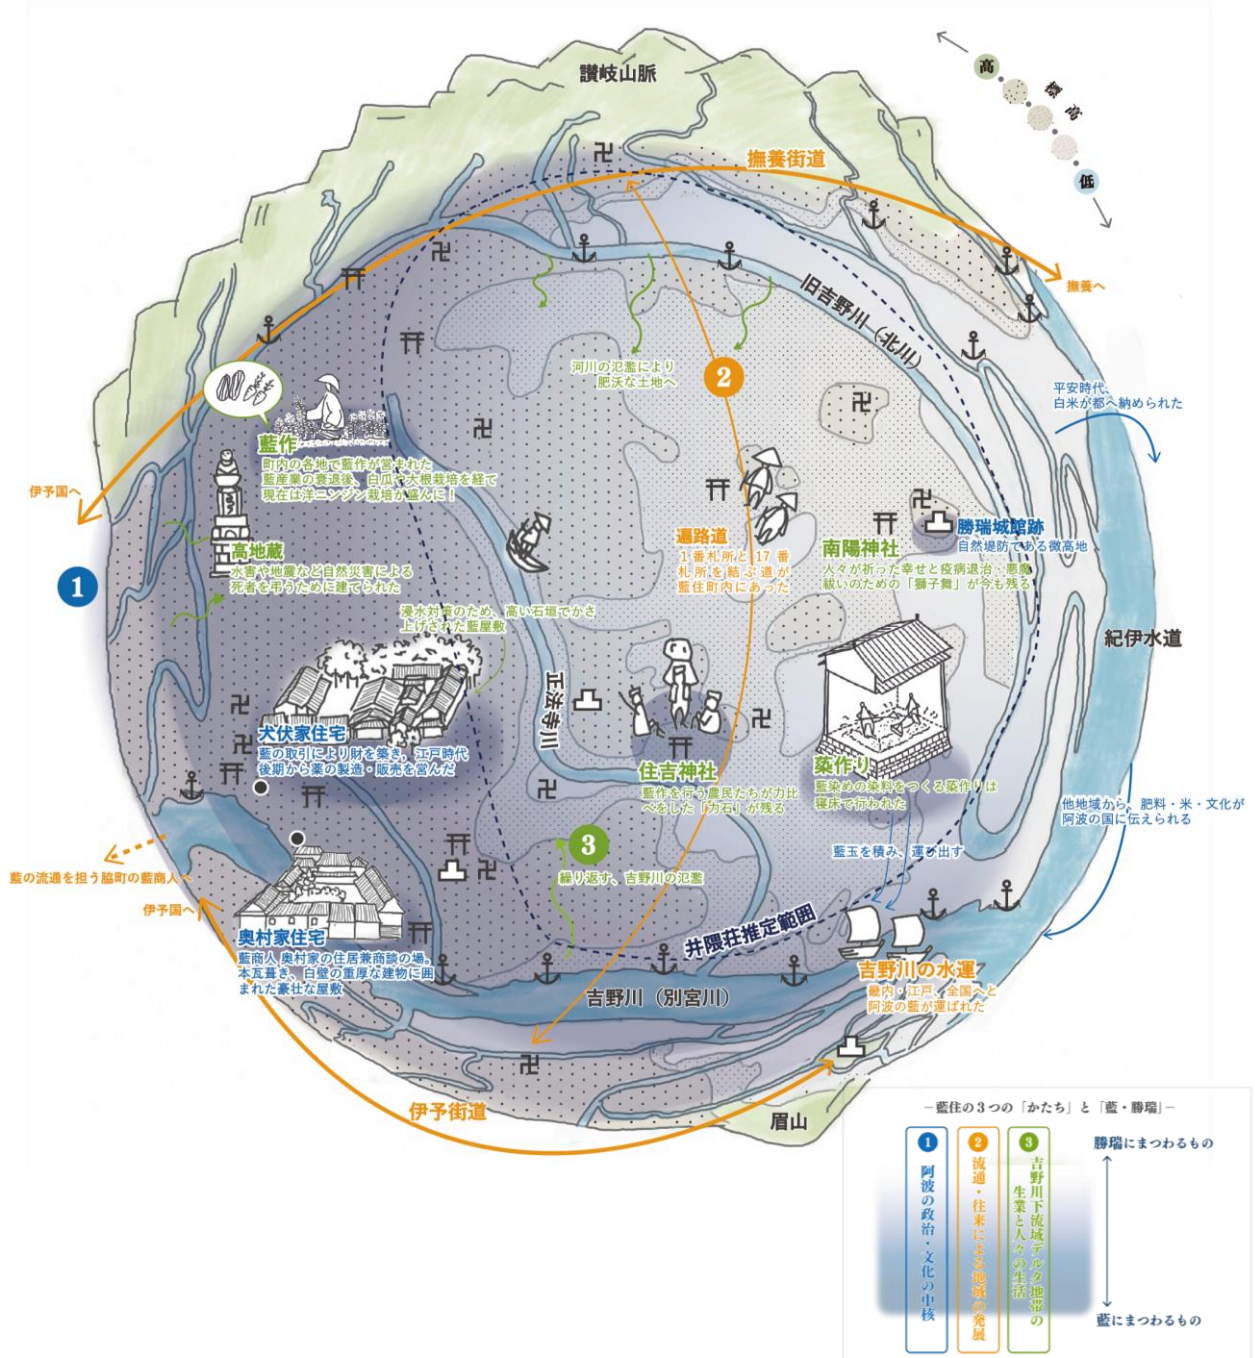 讃岐山脈
高
標高
低
撫養街道
撫養へ
旧吉野川（北川）
河川の氾濫により
肥沃な土地へ
2
平安時代、
白米が都へ納められた
藍作
町内の各地で藍作が営まれた
藍産業の衰退後、白瓜や大根栽培を経て
現在は洋ニンジン栽培が盛んに！
伊予国へ
1
高地蔵
水害や地震など自然災害による
死者を弔うために建てられた
遍路道
1番札所と17番
札所を結ぶ道が
藍住町内にあった
南陽神社
人々が祈った幸せと疫病退治・悪魔
祓いのための「獅子舞」が今も残る
勝瑞城館跡
自然堤防である微高地
浸水対策のため、高い石垣でかさ
上げされた藍屋敷
紀伊水道
正法寺川
犬伏家住宅
藍の取引により財を築き、江戸時代
後期から薬の製造・販売を営んだ
住吉神社
藍作を行う農民たちが力比
べをした「力石」が残る
蒅作り
藍染めの染料をつくる蒅作りは
寝床で行われた
藍玉を積み、運び出す
他地域から、肥料・米・文化が
阿波の国に伝えられる
3
繰り返す、吉野川の氾濫
藍の流通を担う脇町の藍商人へ
伊予国へ
奥村家住宅
藍商人 奥村家の住居兼商談の場。
本瓦葺き、白壁の重厚な建物に囲
まれた豪壮な屋敷
井隈荘推定範囲
吉野川（別宮川）
吉野川の水運
畿内・江戸、全国へと
阿波の藍が運ばれた
伊予街道
眉山
－藍住の３つの「かたち」と「藍・勝瑞」－
1 阿波の政治・文化の中核
2 流通・往来による地域の発展
3 吉野川下流域デルタ地帯の
生業と人々の生活
勝瑞にまつわるもの
藍にまつわるもの